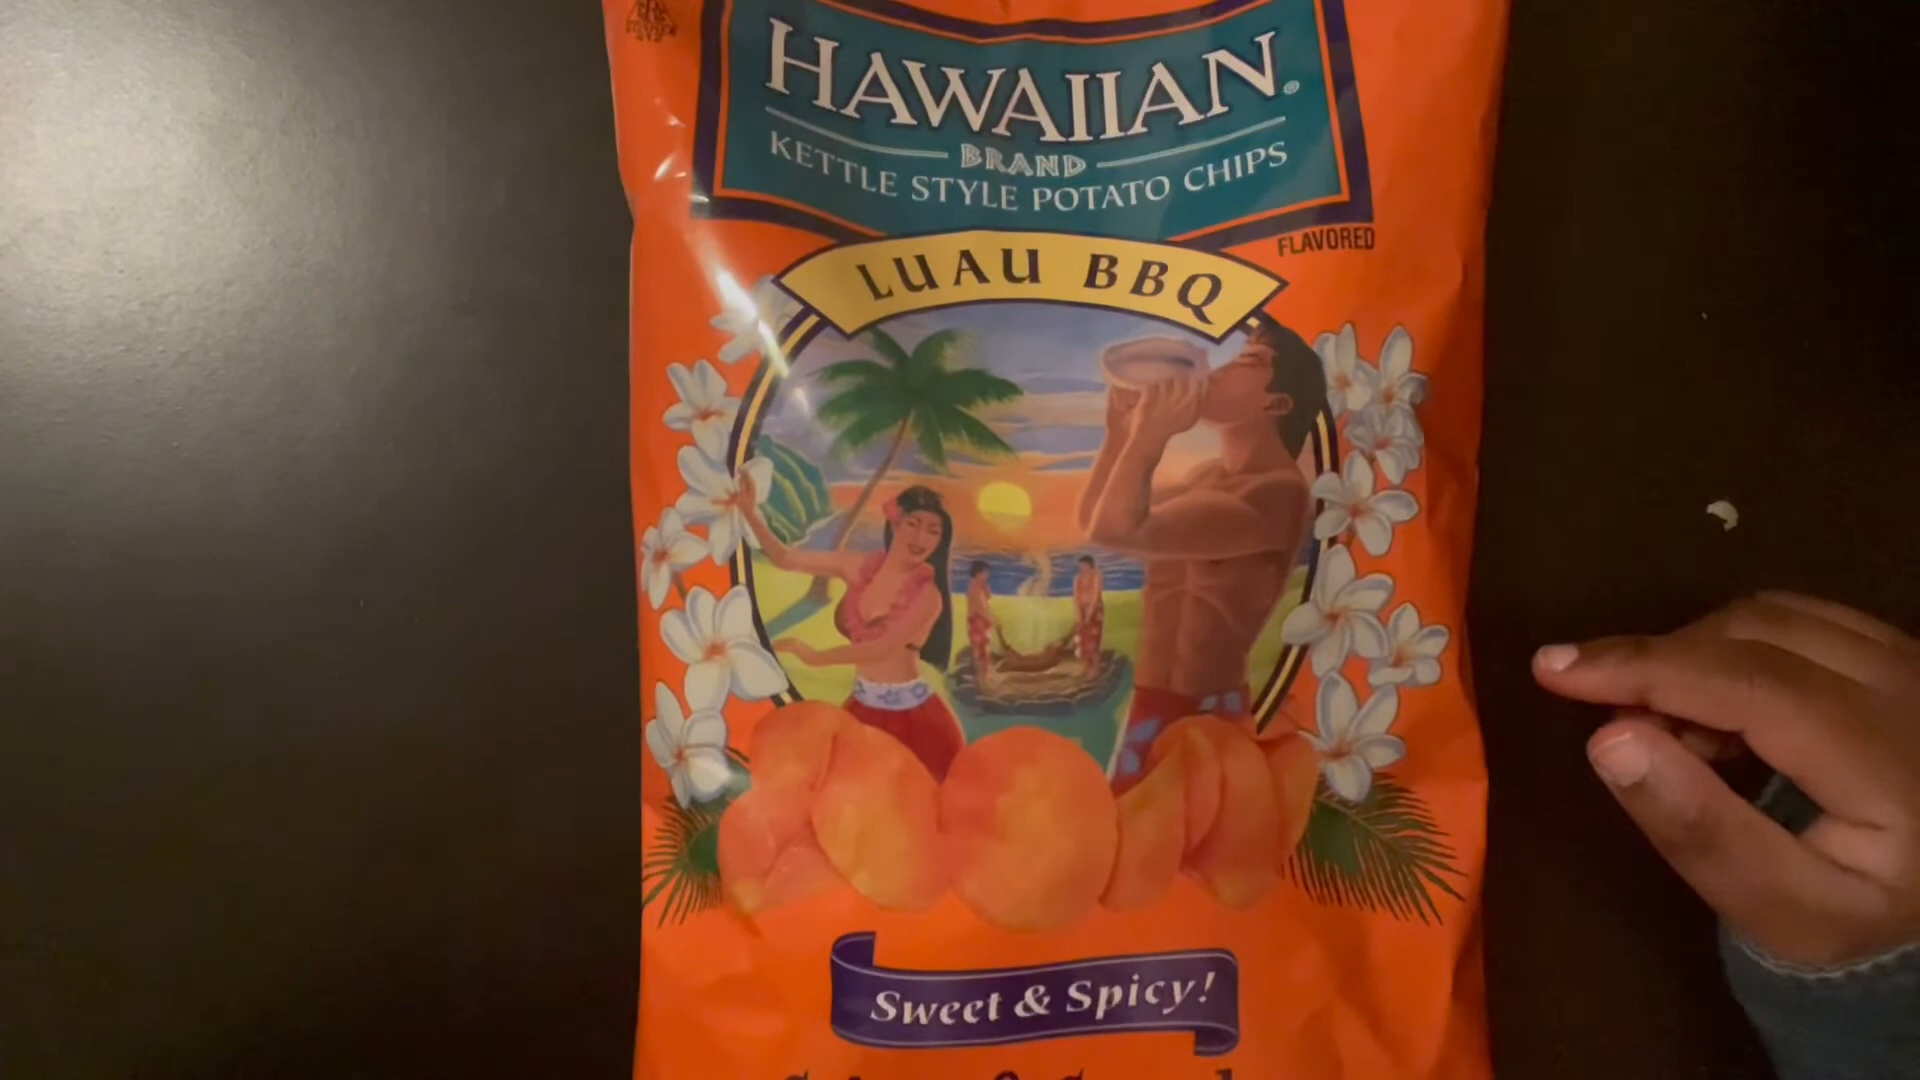 HAWAIIAN®
BRAND
KETTLE STYLE POTATO CHIPS
FLAVORED
LUAU BBQ
Sweet & Spicy!